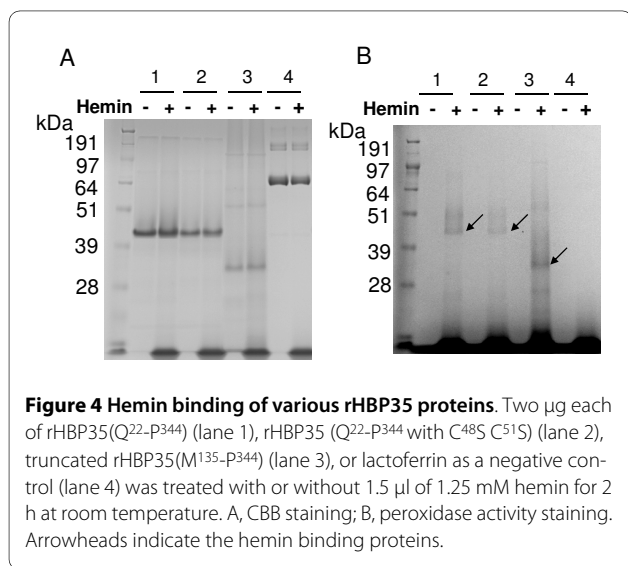 A
B
1 2 3 4
1 2 3 4
Hemin - + - + - + - +
Hemin - + - + - + - +
kDa
kDa
191
97
64
51
39
28
191
97
64
51
39
28
Figure 4 Hemin binding of various rHBP35 proteins. Two μg each
of rHBP35(Q22-P344) (lane 1), rHBP35 (Q22-P344 with C48S C51S) (lane 2),
truncated rHBP35(M135-P344) (lane 3), or lactoferrin as a negative con-
trol (lane 4) was treated with or without 1.5 μl of 1.25 mM hemin for 2
h at room temperature. A, CBB staining; B, peroxidase activity staining.
Arrowheads indicate the hemin binding proteins.